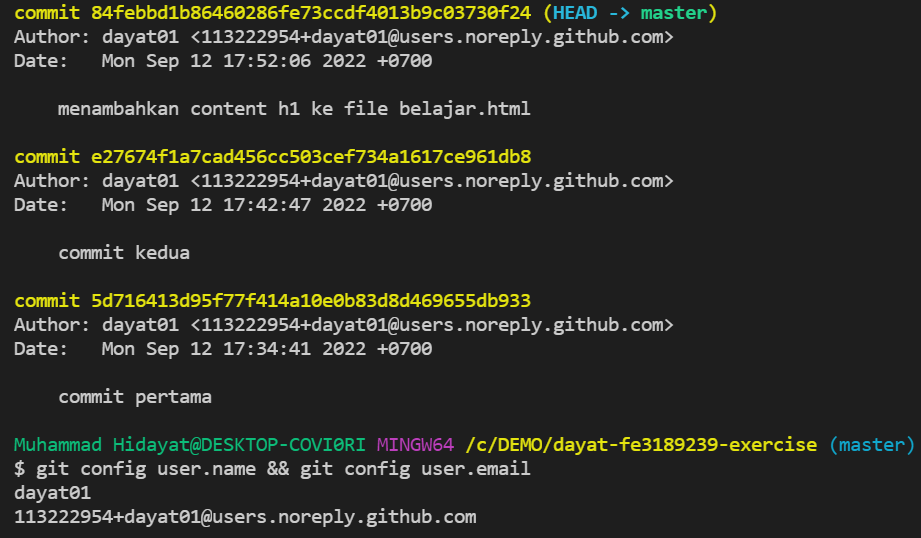 commit 84febbd1b86460286fe73ccdf4013b9c03730f24 (HEAD -> master)
Author: dayat01 <113222954+dayat01@users.noreply.github.com>
Date:   Mon Sep 12 17:52:06 2022 +0700
menambahkan content h1 ke file belajar.html
commit e27674f1a7cad456cc503cef734a1617ce961db8
Author: dayat01 <113222954+dayat01@users.noreply.github.com>
Date:   Mon Sep 12 17:42:47 2022 +0700
commit kedua
commit 5d716413d95f77f414a10e0b83d8d469655db933
Author: dayat01 <113222954+dayat01@users.noreply.github.com>
Date:   Mon Sep 12 17:34:41 2022 +0700
commit pertama
Muhammad Hidayat@DESKTOP-COVI0RI MINGW64 /c/DEMO/dayat-fe3189239-exercise (master)
$ git config user.name && git config user.email
dayat01
113222954+dayat01@users.noreply.github.com